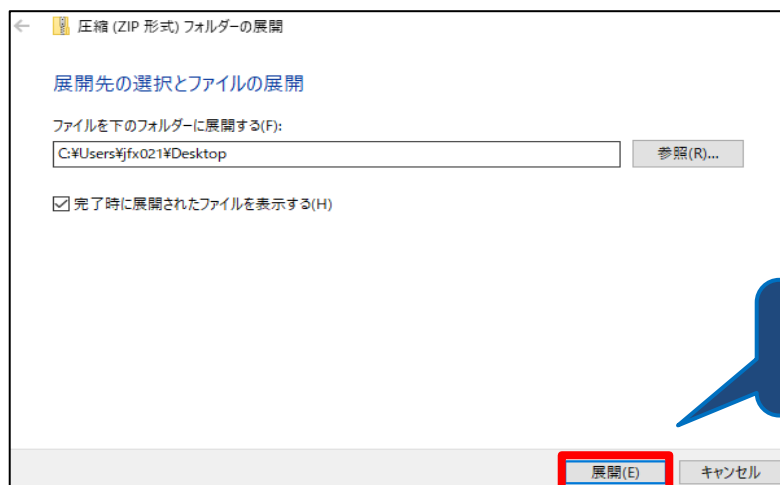 圧縮 (ZIP 形式) フォルダーの展開
展開先の選択とファイルの展開
ファイルを下のフォルダーに展開する(F):
C:¥Users¥jfx021¥Desktop
参照(R)...
完了時に展開されたファイルを表示する(H)
展開(E)
キャンセル